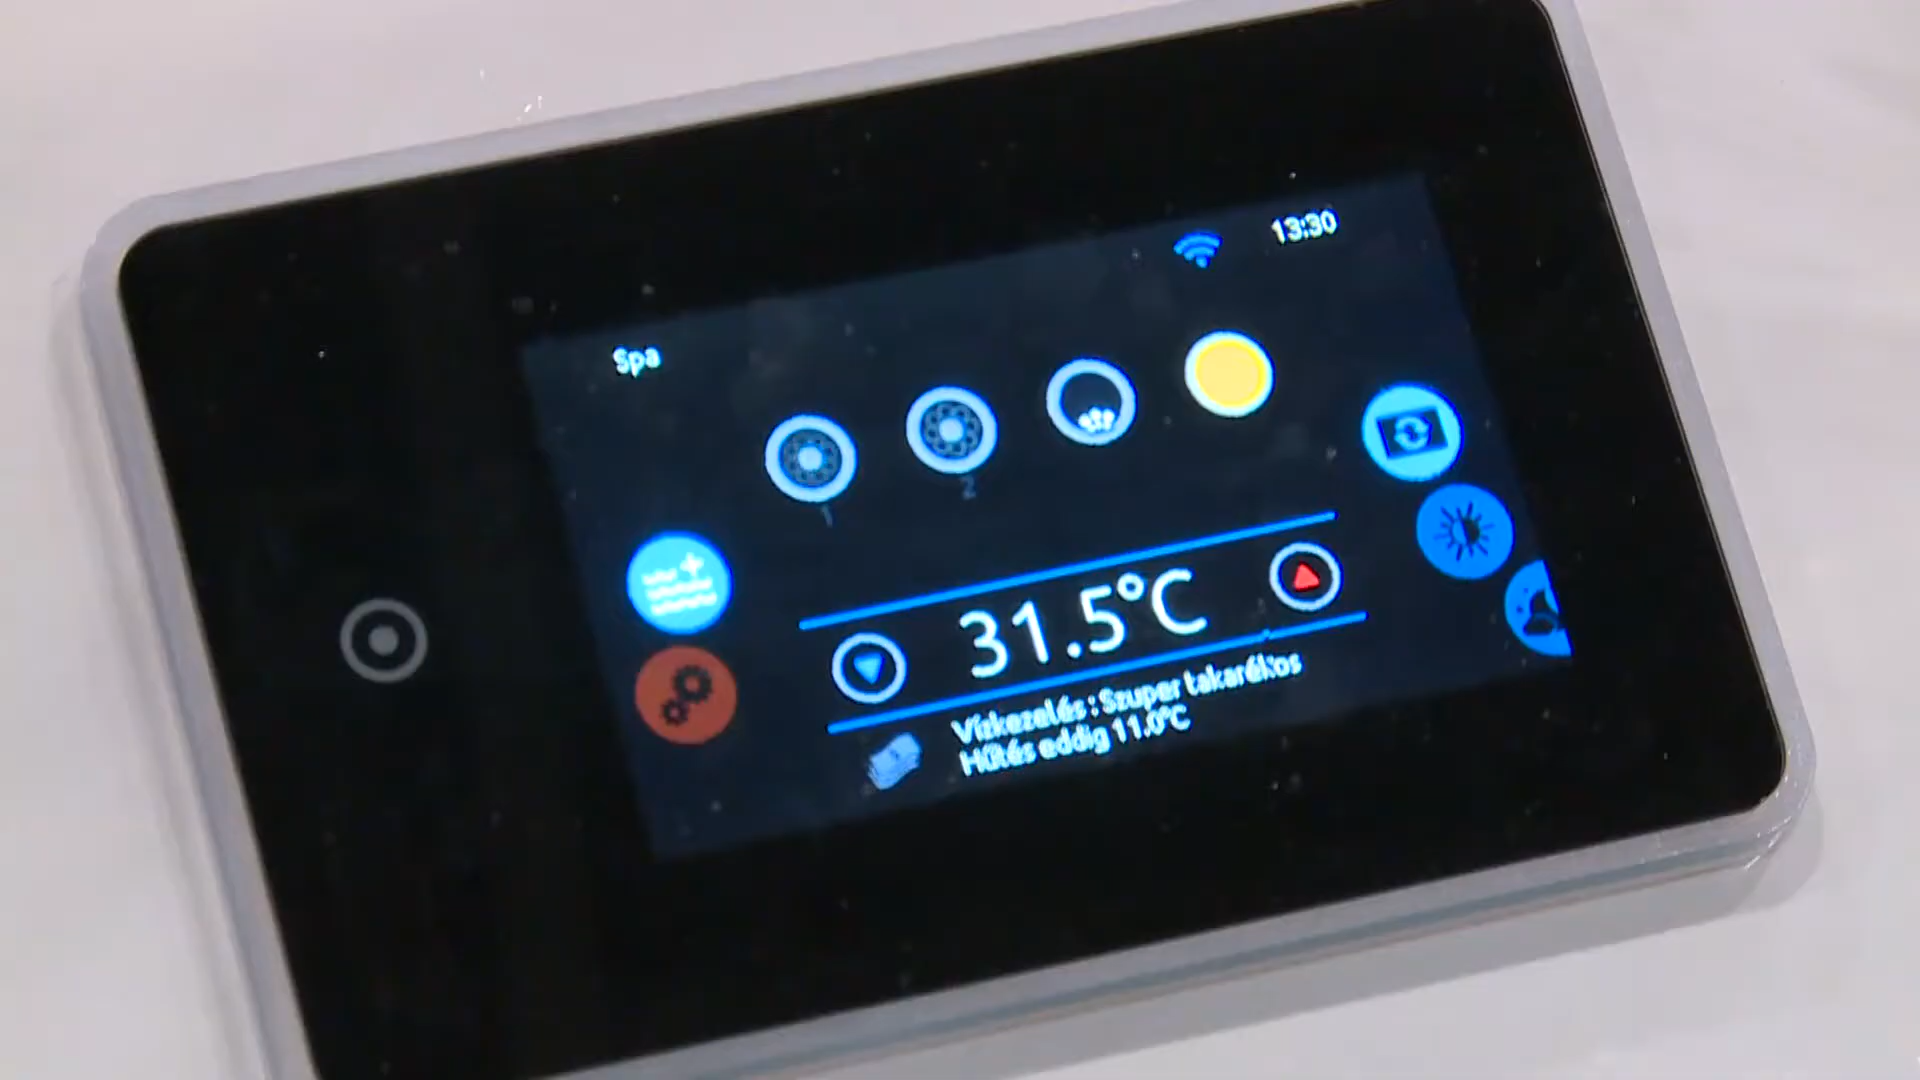 13:30
Spa
1
2
31.5°C
Vízkezelés : Szuper takarékos
Hűtés eddig 11.0°C